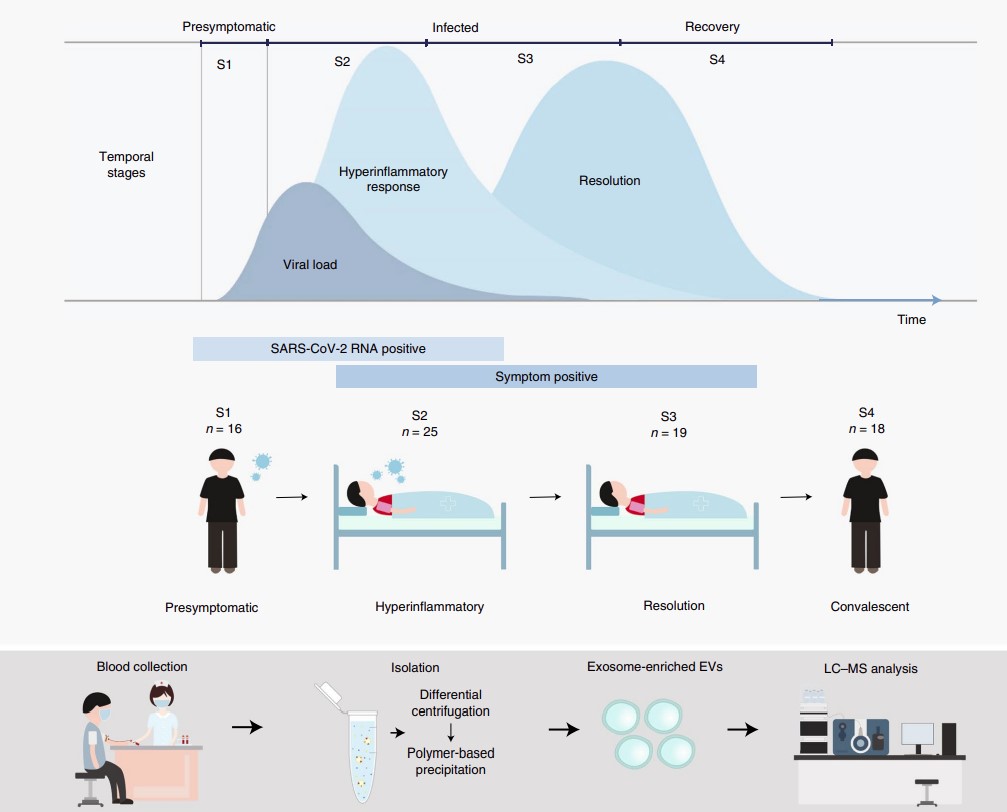 Presymptomatic
Infected
Recovery
S1
S2
S3
S4
Temporal
stages
Hyperinflammatory
response
Resolution
Viral load
Time
SARS-CoV-2 RNA positive
Symptom positive
S1
n = 16
S2
n = 25
S3
n = 19
S4
n = 18
Presymptomatic
Hyperinflammatory
Resolution
Convalescent
Blood collection
Isolation
Exosome-enriched EVs
LC–MS analysis
Differential
centrifugation
Polymer-based
precipitation